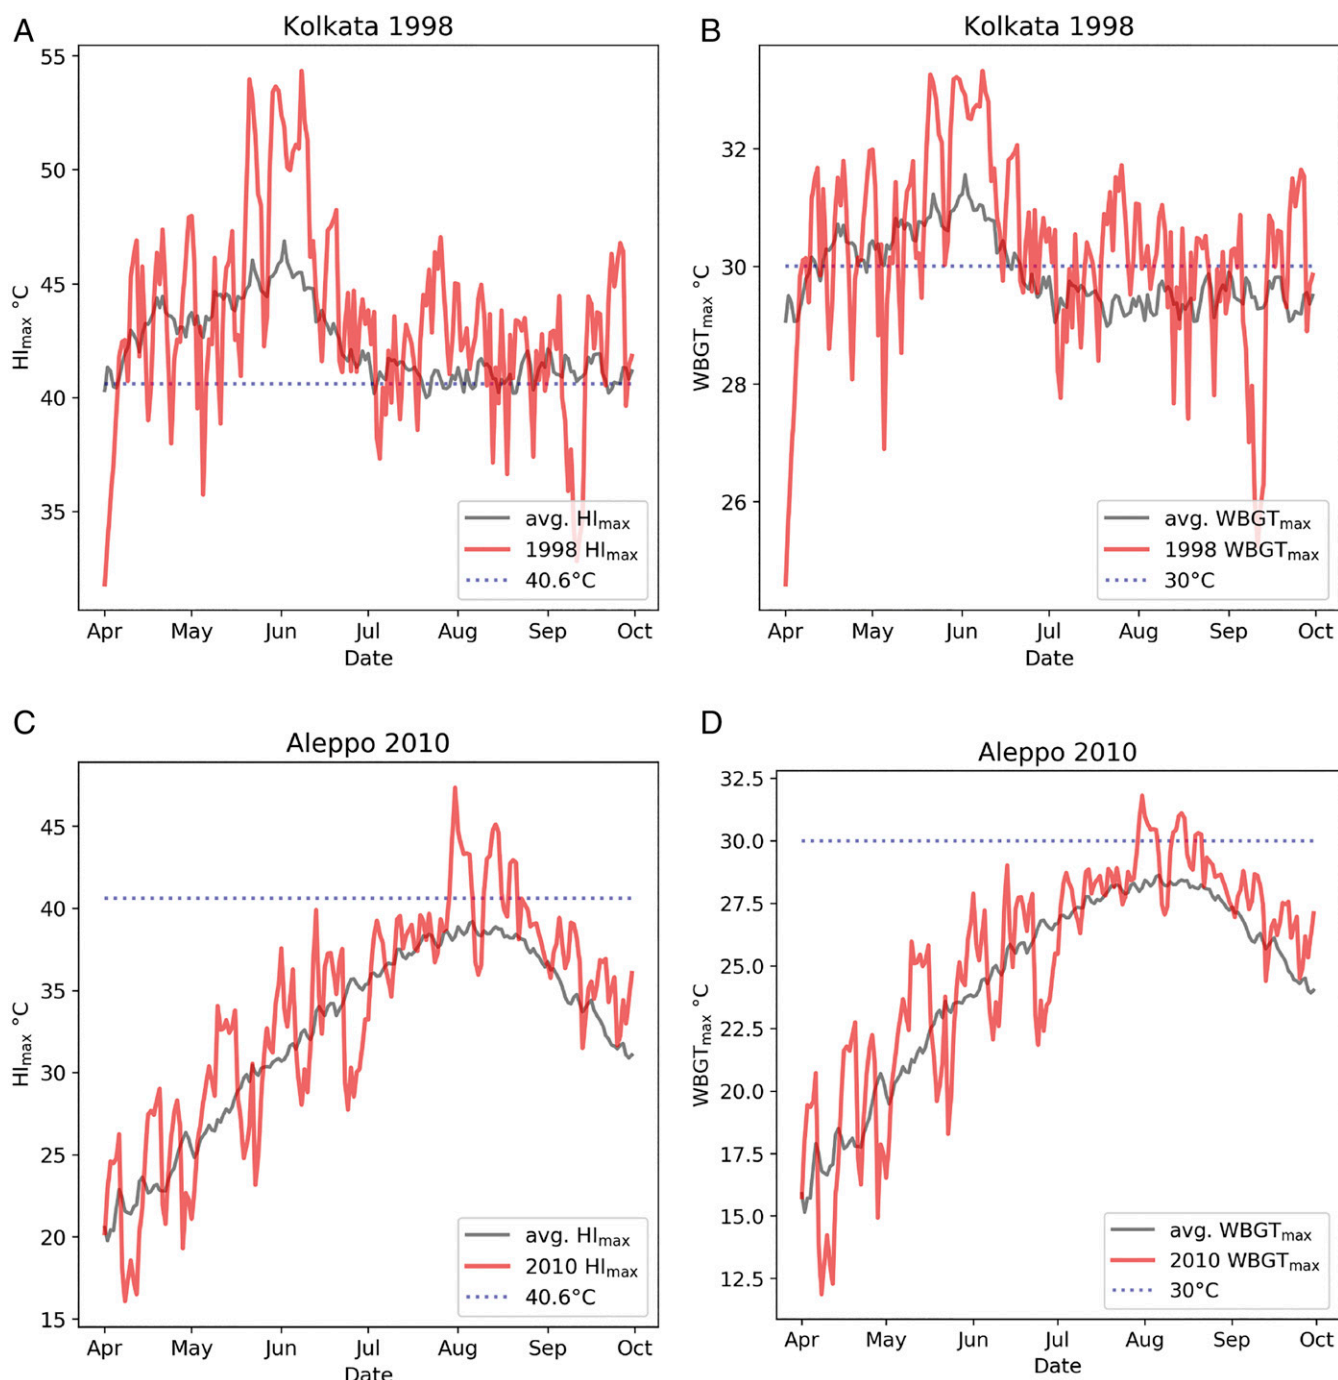 A
Kolkata 1998
55
50
45
40
35
HImax °C
avg. HImax
1998 HImax
40.6°C
Apr May Jun Jul Aug Sep Oct
Date
B
Kolkata 1998
32
30
28
26
WBGTmax °C
avg. WBGTmax
1998 WBGTmax
30°C
Apr May Jun Jul Aug Sep Oct
Date
C
Aleppo 2010
45
40
35
30
25
20
15
HImax °C
avg. HImax
2010 HImax
40.6°C
Apr May Jun Jul Aug Sep Oct
Date
D
Aleppo 2010
32.5
30.0
27.5
25.0
22.5
20.0
17.5
15.0
12.5
WBGTmax °C
avg. WBGTmax
2010 WBGTmax
30°C
Apr May Jun Jul Aug Sep Oct
Date